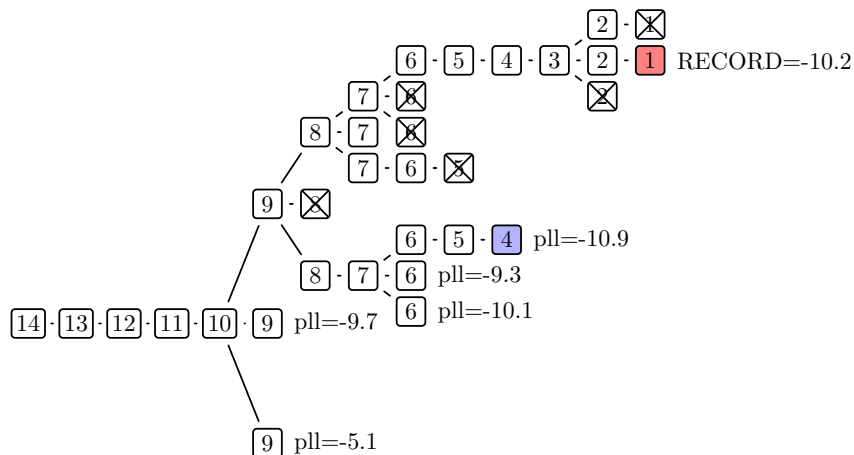 2 1
6 5 4 3 2 1 RECORD=-10.2
7 6 2
8 7 6
7 6 5
9 8
6 5 4 pll=-10.9
8 7 6 pll=-9.3
6 pll=-10.1
14 13 12 11 10 9 pll=-9.7
9 pll=-5.1